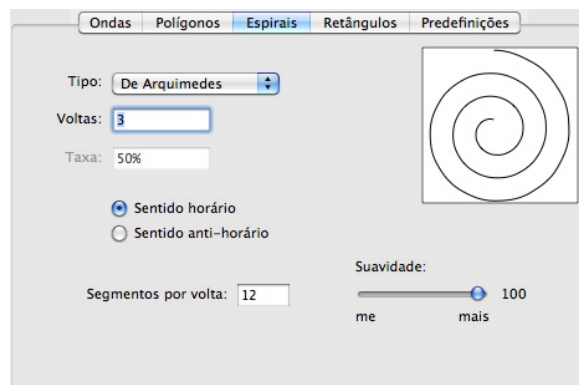 Ondas Polígonos Espirais Retângulos Predefinições
Tipo: De Arquimedes
Voltas: 3
Taxa: 50%
Sentido horário
Sentido anti-horário
Suavidade:
Segmentos por volta: 12
100
me mais